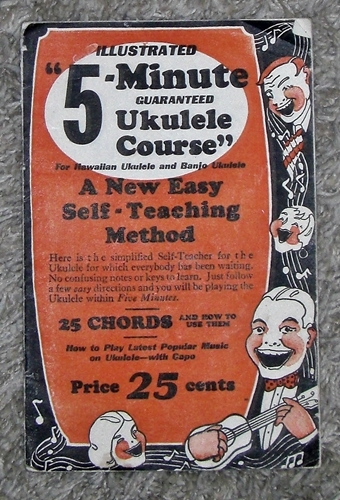 ILLUSTRATED
"5-Minute
GUARANTEED
Ukulele
Course"
For Hawaiian Ukulele and Banjo Ukulele
A New Easy
Self-Teaching
Method
Here is the simplified Self-Teacher for the
Ukulele for which everybody has been waiting.
No confusing notes or keys to learn. Just follow
a few easy directions and you will be playing the
Ukulele within Five Minutes.
25 CHORDS AND HOW TO
USE THEM
How to Play Latest Popular Music
on Ukulele—with Capo
Price 25 cents